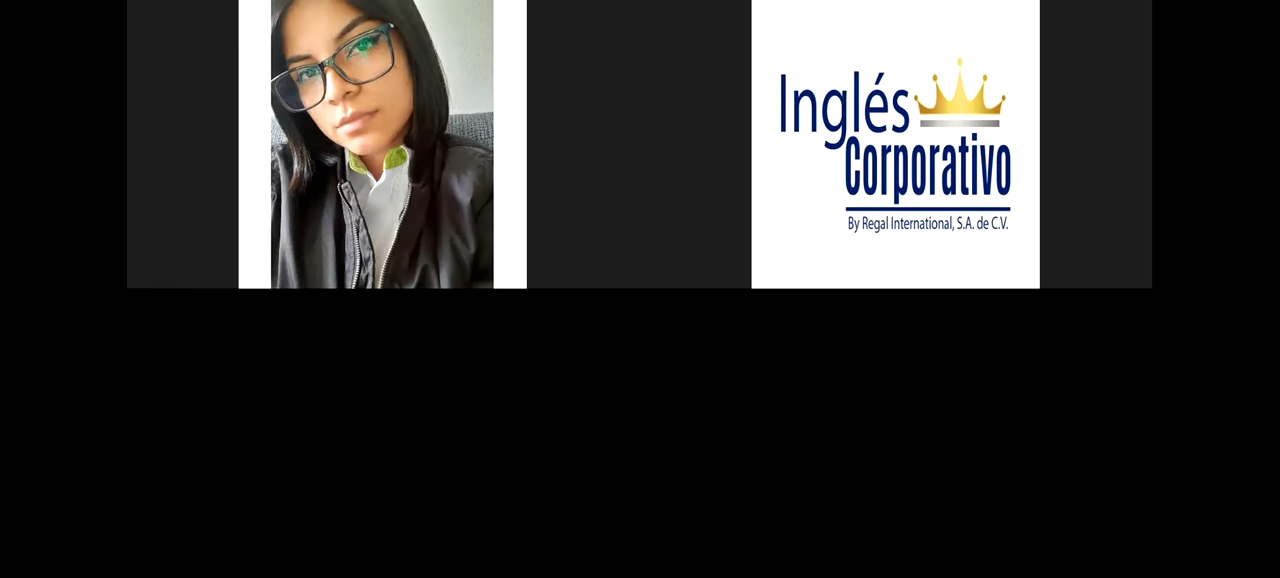 Inglés
Corporativo
By Regal International, S.A. de C.V.